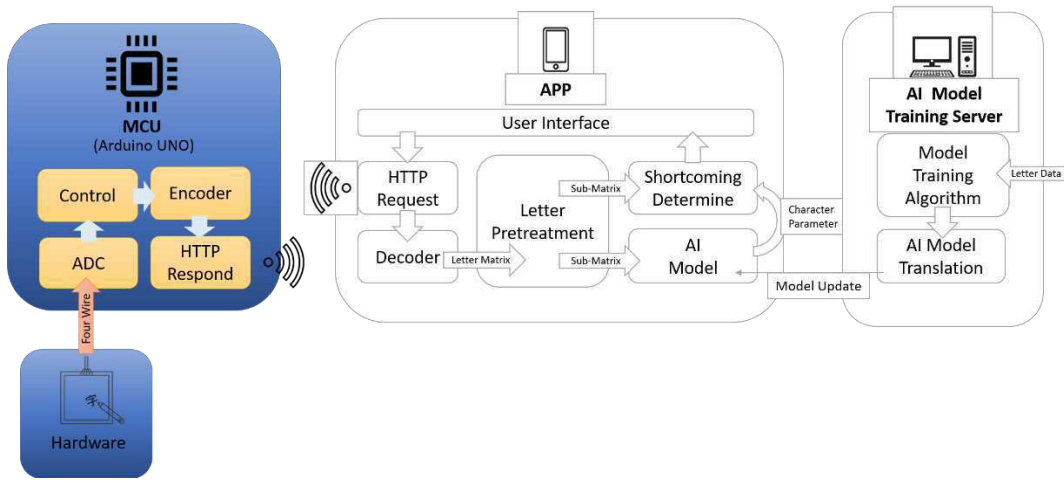 MCU
(Arduino UNO)
Control
Encoder
ADC
HTTP
Respond
Four Wire
字
Hardware
APP
User Interface
HTTP
Request
Decoder
Letter Matrix
Letter
Pretreatment
Sub-Matrix
Sub-Matrix
Shortcoming
Determine
AI
Model
Character
Parameter
Model Update
AI Model
Training Server
Model
Training
Algorithm
Letter Data
AI Model
Translation